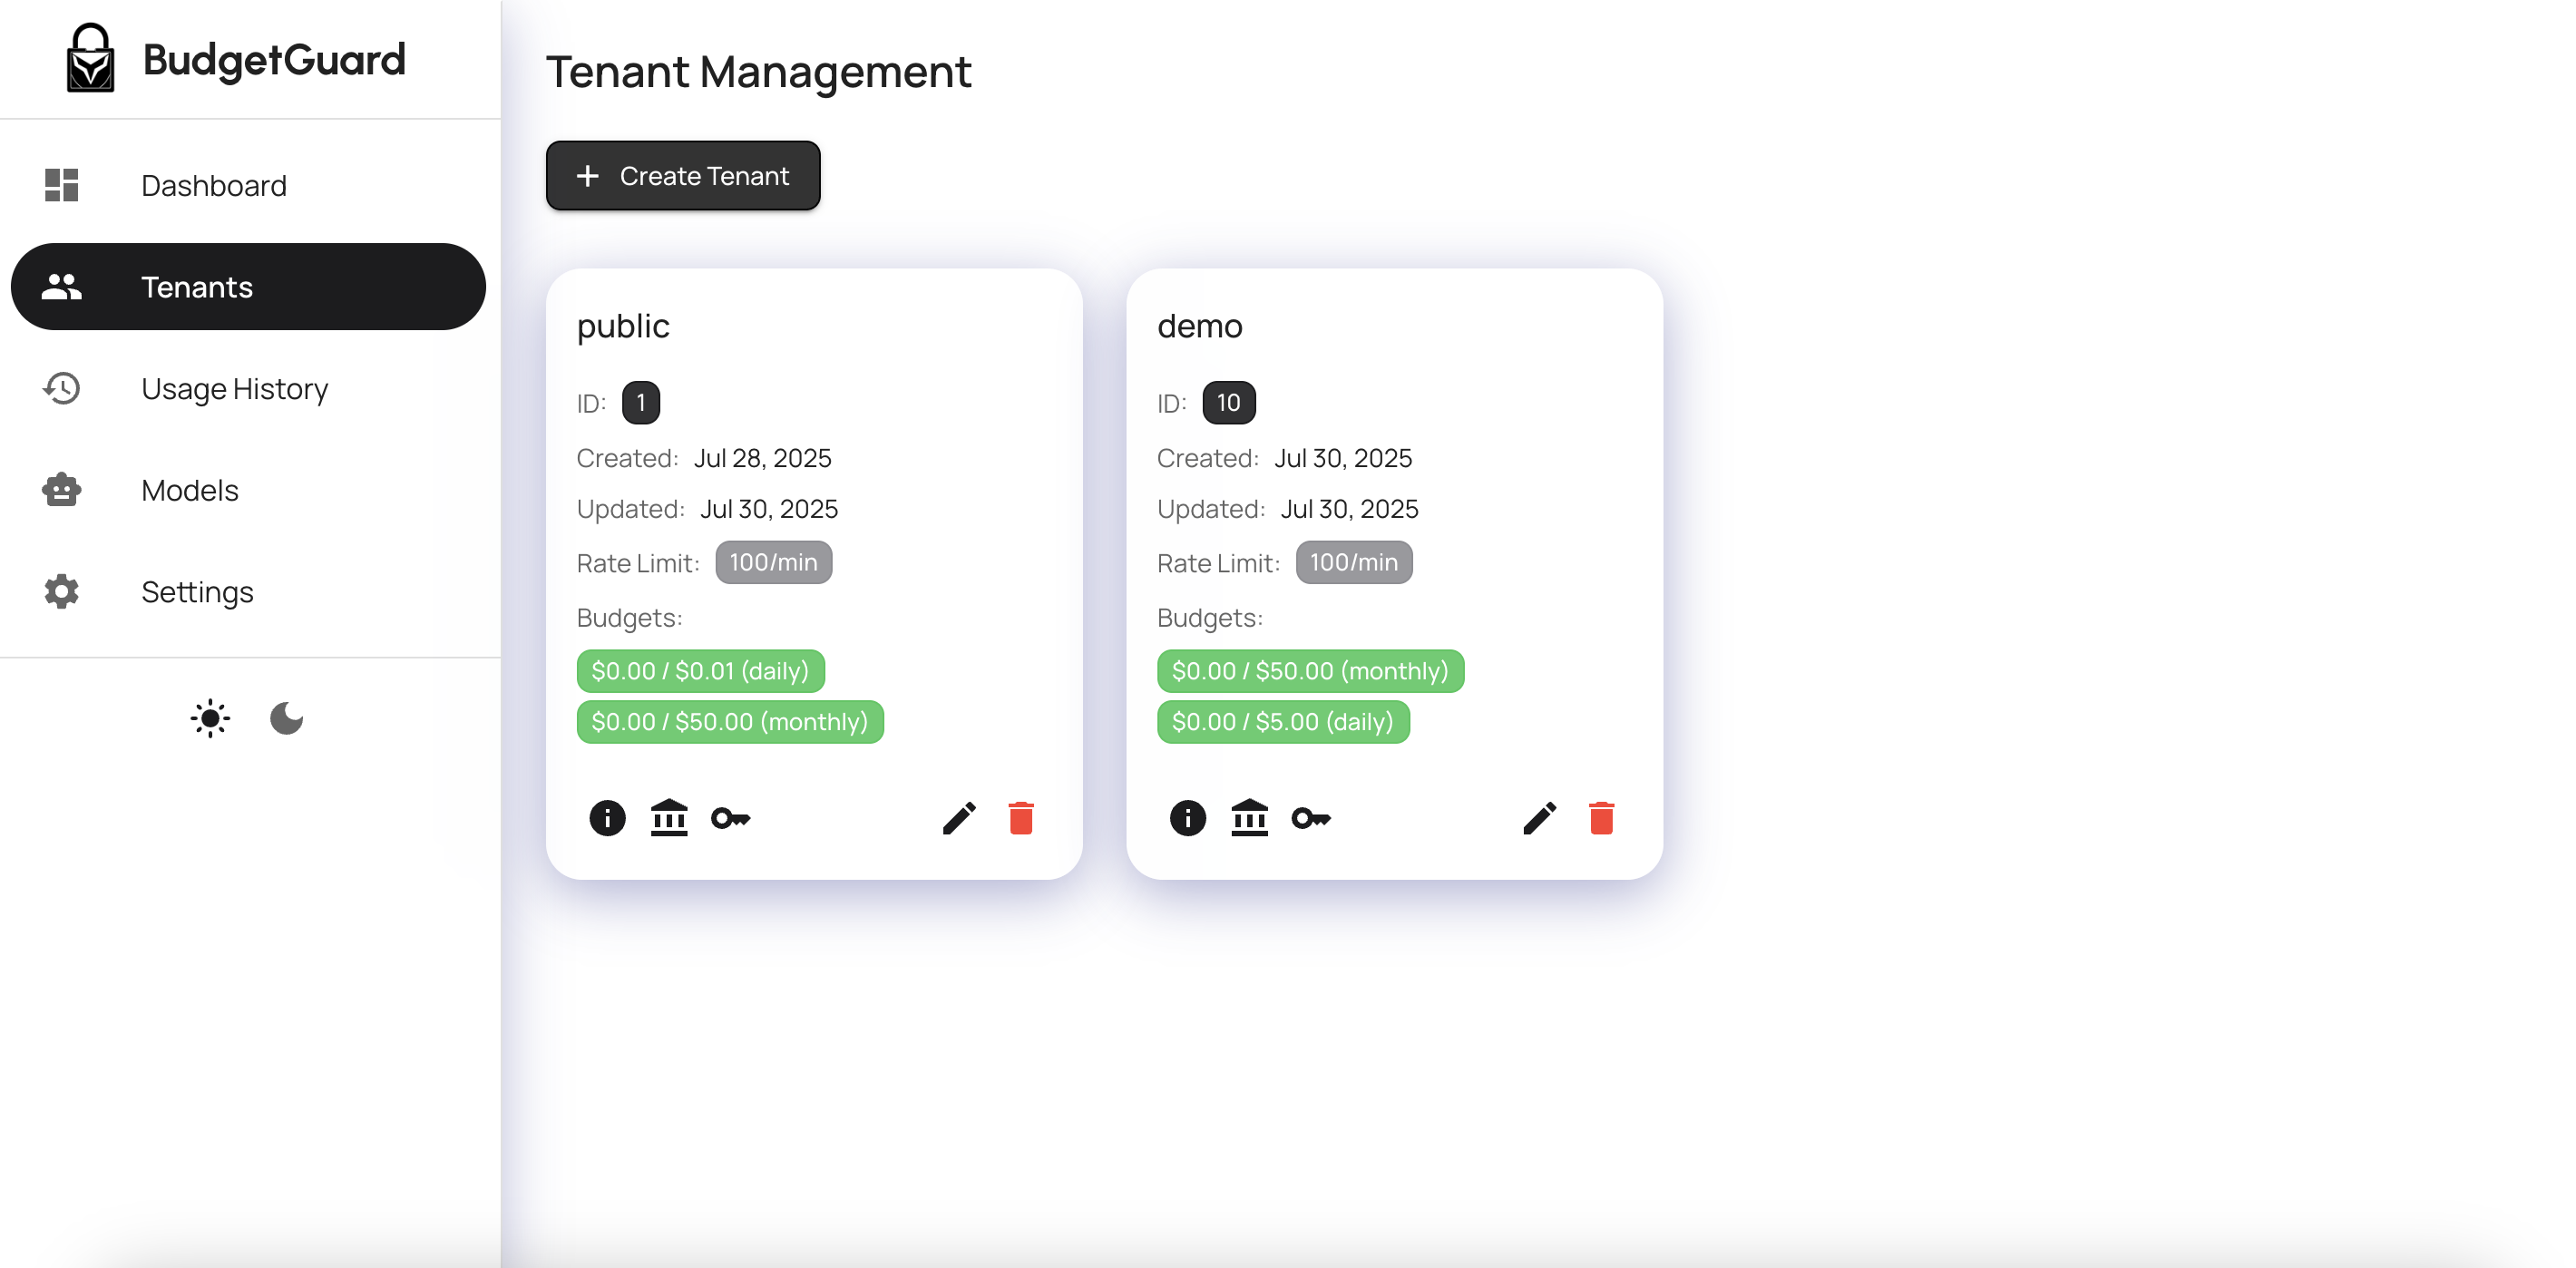 BudgetGuard
Dashboard
Tenants
Usage History
Models
Settings
Tenant Management
+ Create Tenant
public
ID: 1
Created: Jul 28, 2025
Updated: Jul 30, 2025
Rate Limit: 100/min
Budgets:
$0.00 / $0.01 (daily)
$0.00 / $50.00 (monthly)
demo
ID: 10
Created: Jul 30, 2025
Updated: Jul 30, 2025
Rate Limit: 100/min
Budgets:
$0.00 / $50.00 (monthly)
$0.00 / $5.00 (daily)